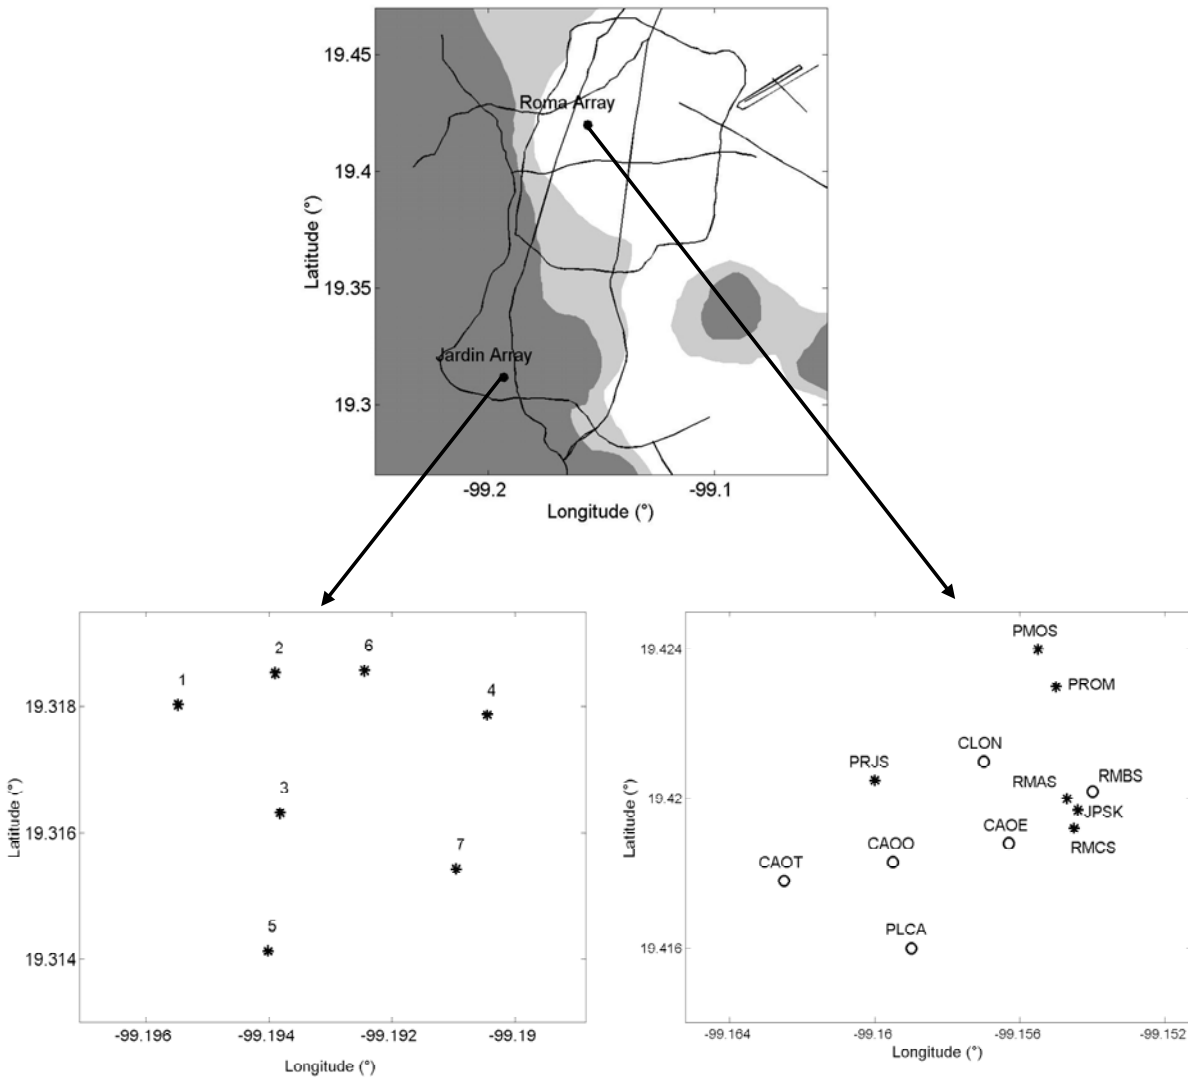 19.45
Roma Array
19.4
Latitude (°)
19.35
Jardin Array
19.3
-99.2
-99.1
Longitude (°)
1
2
6
4
19.318
3
Latitude (°)
19.316
7
5
19.314
-99.196
-99.194
-99.192
-99.19
Longitude (°)
PMOS
19.424
PROM
CLON
PRJS
RMAS
RMBS
19.42
JPSK
Latitude (°)
CAOE
RMCS
CAOO
CAOT
PLCA
19.416
-99.164
-99.16
-99.156
-99.152
Longitude (°)